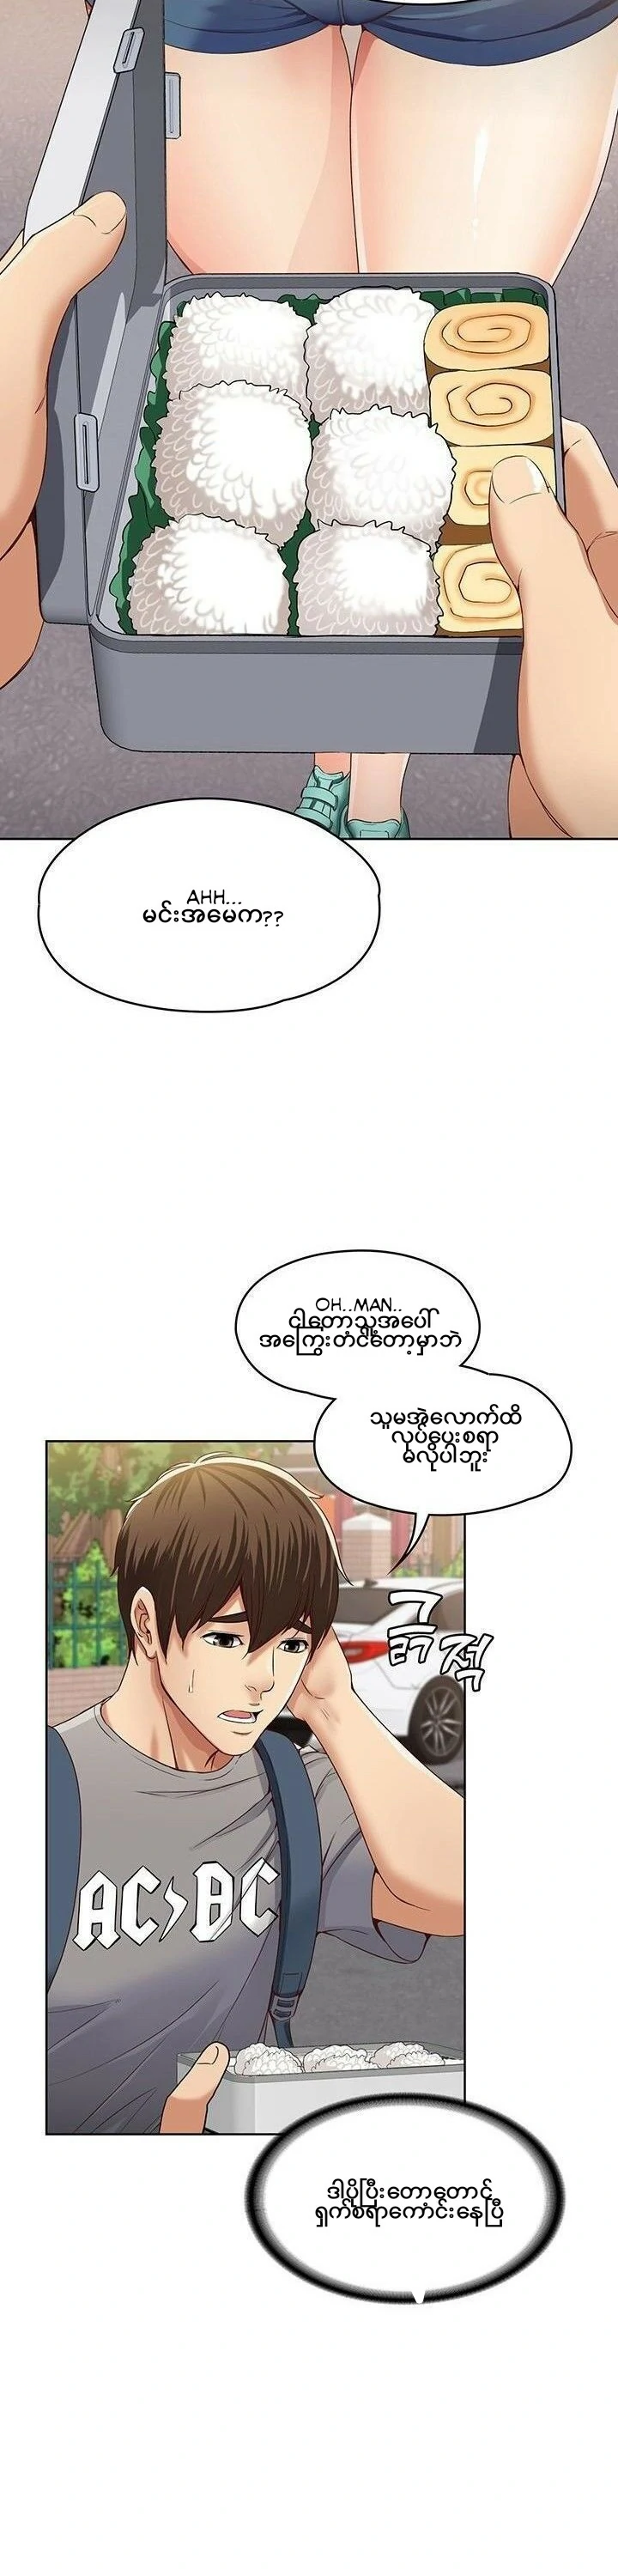 AHH...
မင်းအမေက??
OH..MAN..
ငါတော့သူ့အပေါ်
အကြွေးတင်တော့မှာဘဲ
သူမအဲလောက်ထိ
လုပ်ပေးစရာ
မလိုပါဘူး
긁적
AC⚡DC
ဒါပိုပြီးတောတောင်
ရှက်စရာကောင်းနေပြီ